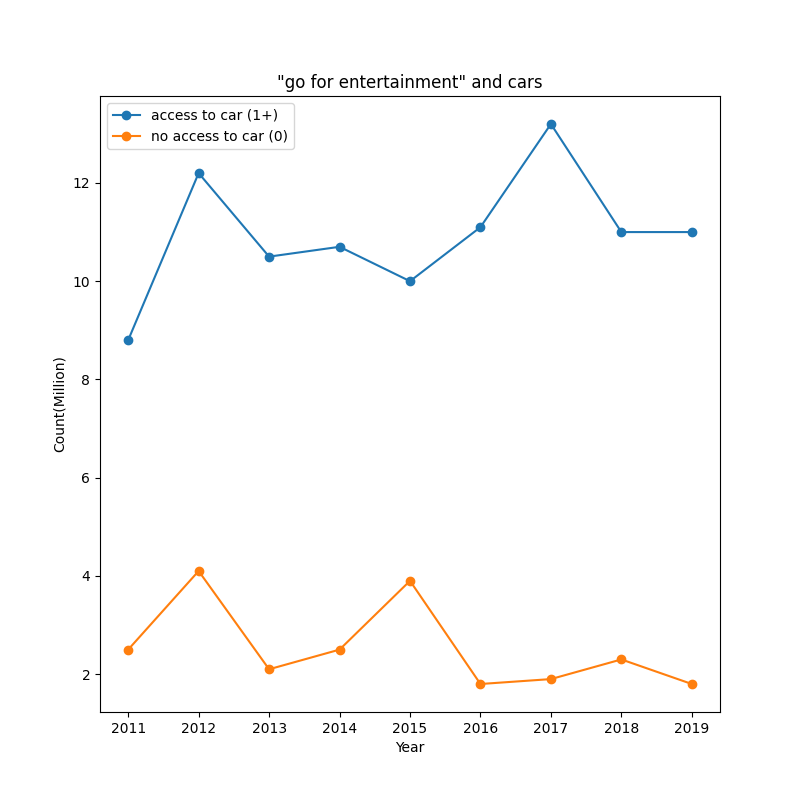 "go for entertainment" and cars
access to car (1+)
no access to car (0)
Count(Million)
12
10
8
6
4
2
2011 2012 2013 2014 2015 2016 2017 2018 2019
Year